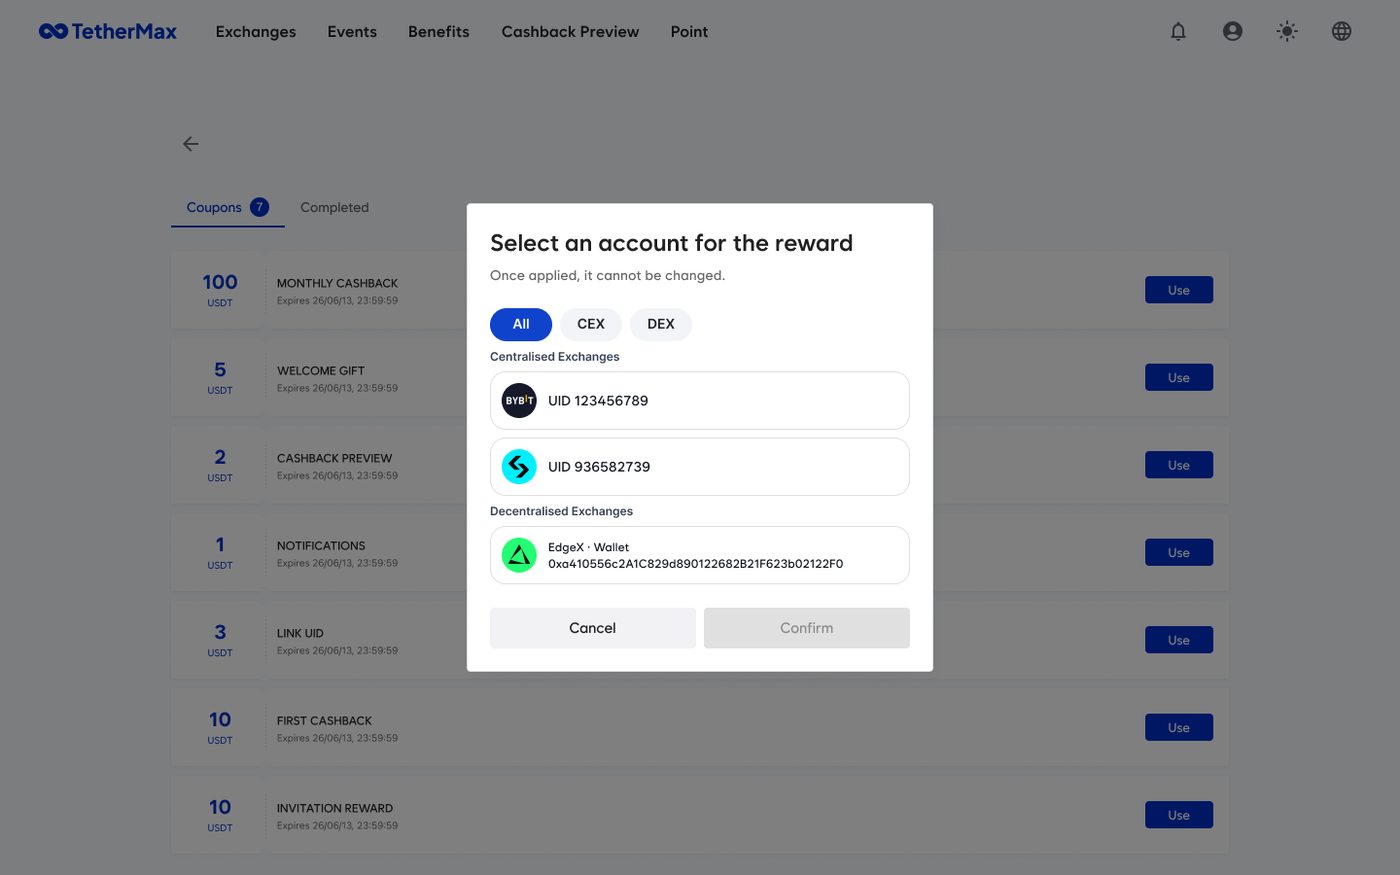 TetherMax Exchanges Events Benefits Cashback Preview Point
Coupons 7 Completed
100
USDT
MONTHLY CASHBACK
Expires 26/06/13, 23:59:59
Use
5
USDT
WELCOME GIFT
Expires 26/06/13, 23:59:59
Use
2
USDT
CASHBACK PREVIEW
Expires 26/06/13, 23:59:59
Use
1
USDT
NOTIFICATIONS
Expires 26/06/13, 23:59:59
Use
3
USDT
LINK UID
Expires 26/06/13, 23:59:59
Use
10
USDT
FIRST CASHBACK
Expires 26/06/13, 23:59:59
Use
10
USDT
INVITATION REWARD
Expires 26/06/13, 23:59:59
Use
Select an account for the reward
Once applied, it cannot be changed.
All CEX DEX
Centralised Exchanges
BYBIT UID 123456789
UID 936582739
Decentralised Exchanges
EdgeX · Wallet
0xa410556c2A1C829d890122682B21F623b02122F0
Cancel Confirm